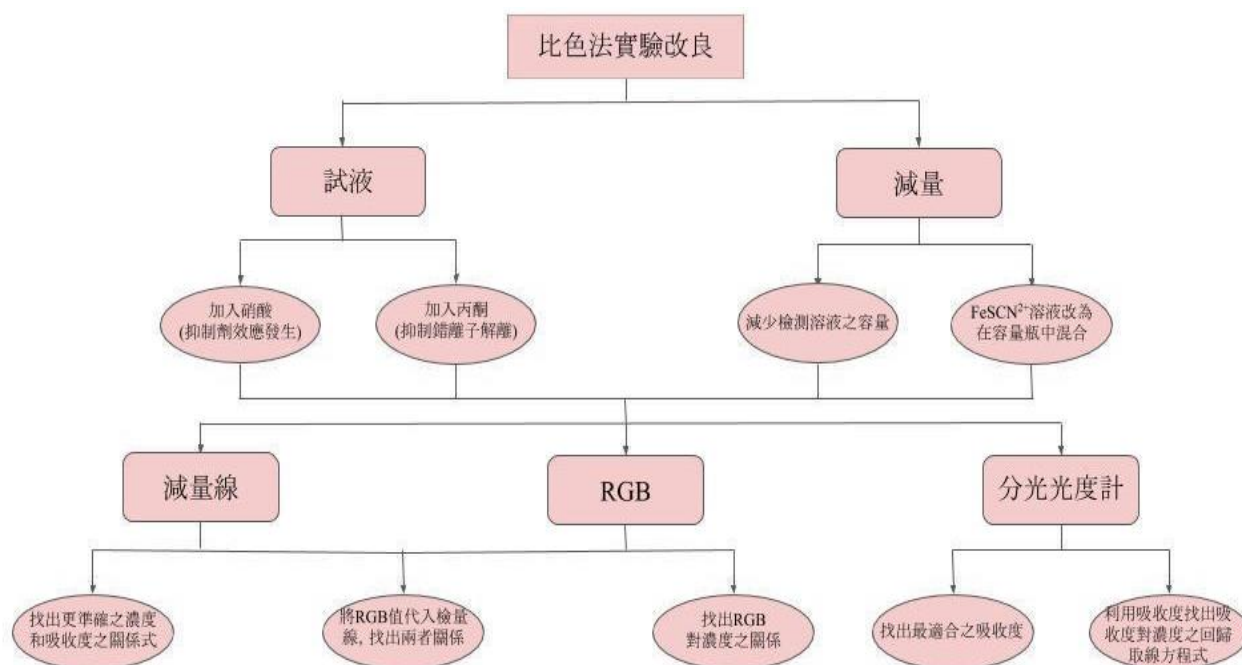 比色法實驗改良
試液
減量
加入硝酸
(抑制劑效應發生)
加入丙酮
(抑制錯離子解離)
減少檢測溶液之容量
FeSCN²⁺溶液改為
在容量瓶中混合
減量線
RGB
分光光度計
找出更準確之濃度
和吸收度之關係式
將RGB值代入檢量
線, 找出兩者關係
找出RGB
對濃度之關係
找出最適合之吸收度
利用吸收度找出吸
收度對濃度之回歸
取線方程式